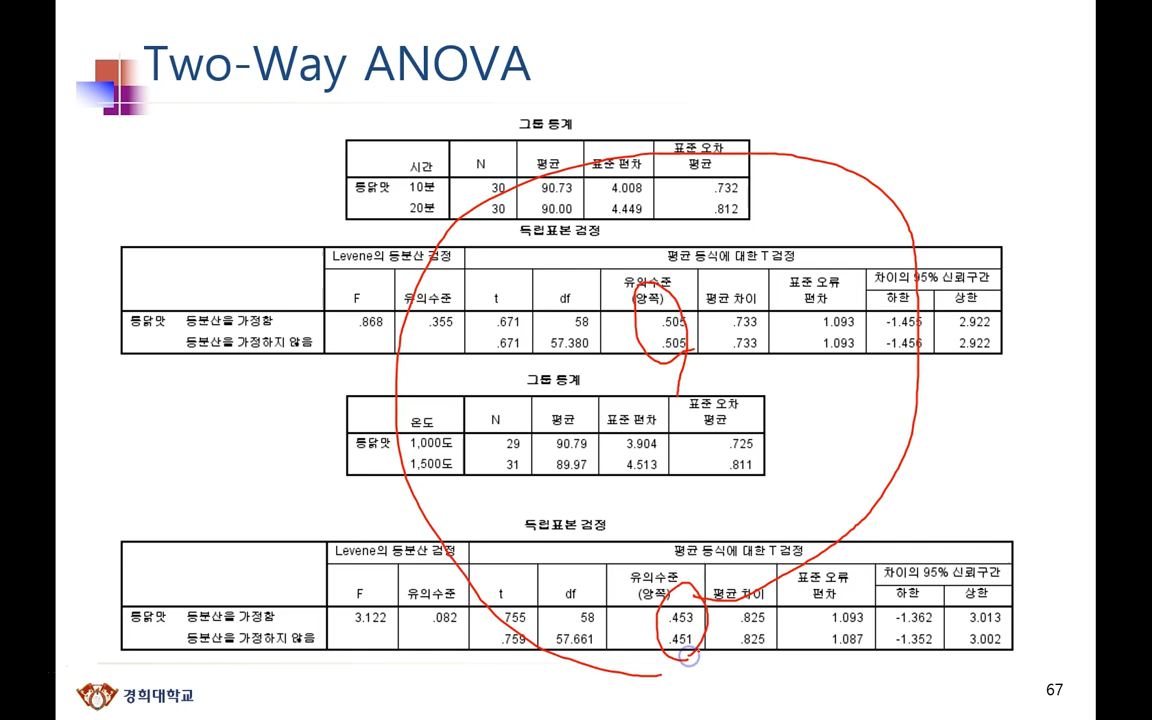 Two-Way ANOVA
그룹 통계
시간 N 평균 표준 편차 표준 오차 평균
통닭맛 10분 30 90.73 4.008 .732
20분 30 90.00 4.449 .812
독립표본 검정
Levene의 등분산 검정 평균 등식에 대한 T 검정
F 유의수준 t df 유의수준 (양쪽) 평균 차이 표준 오류 편차 차이의 95% 신뢰구간
하한 상한
통닭맛 등분산을 가정함 .868 .355 .671 58 .505 .733 1.093 -1.455 2.922
등분산을 가정하지 않음 .671 57.380 .505 .733 1.093 -1.456 2.922
그룹 통계
온도 N 평균 표준 편차 표준 오차 평균
통닭맛 1,000도 29 90.79 3.904 .725
1,500도 31 89.97 4.513 .811
독립표본 검정
Levene의 등분산 검정 평균 등식에 대한 T 검정
F 유의수준 t df 유의수준 (양쪽) 평균 차이 표준 오류 편차 차이의 95% 신뢰구간
하한 상한
통닭맛 등분산을 가정함 3.122 .082 .755 58 .453 .825 1.093 -1.362 3.013
등분산을 가정하지 않음 .759 57.661 .451 .825 1.087 -1.352 3.002
경희대학교
67